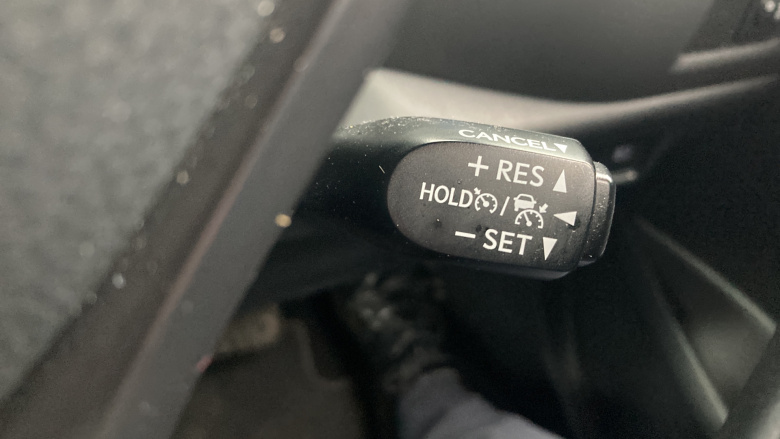 CANCEL▼
+ RES ▲
HOLD / ◀
− SET ▼